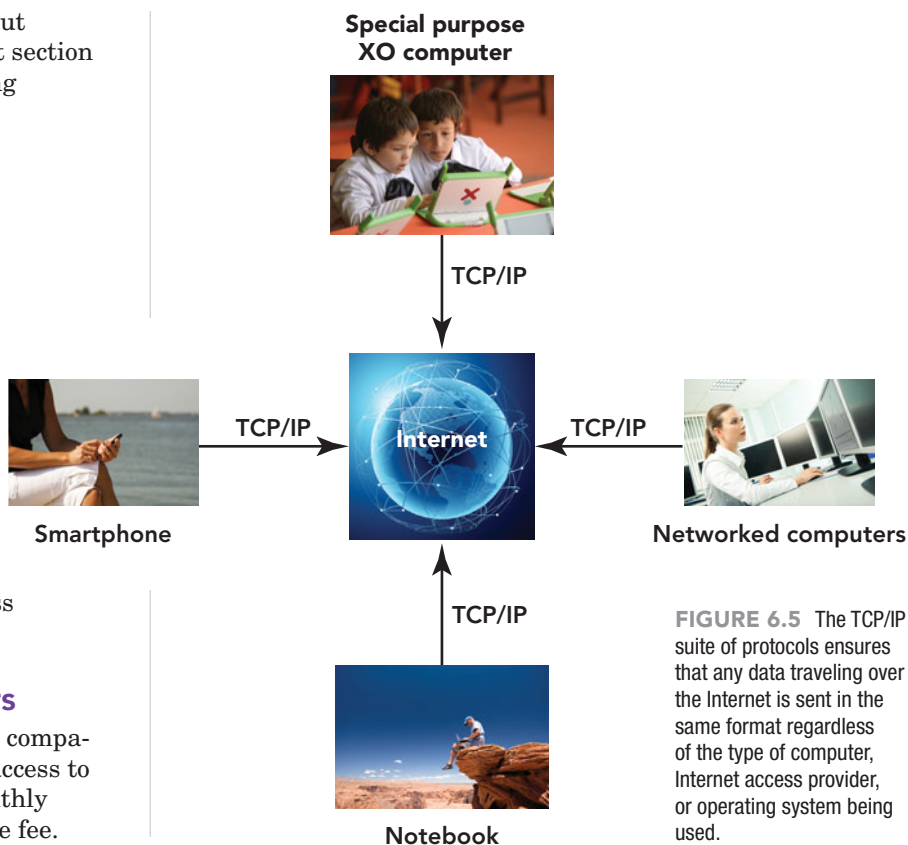 ut
t section
ng
Special purpose
XO computer
TCP/IP
TCP/IP
Internet
TCP/IP
Smartphone
Networked computers
TCP/IP
Notebook
ss
rs
compa-
ccess to
thly
e fee.
FIGURE 6.5 The TCP/IP
suite of protocols ensures
that any data traveling over
the Internet is sent in the
same format regardless
of the type of computer,
Internet access provider,
or operating system being
used.